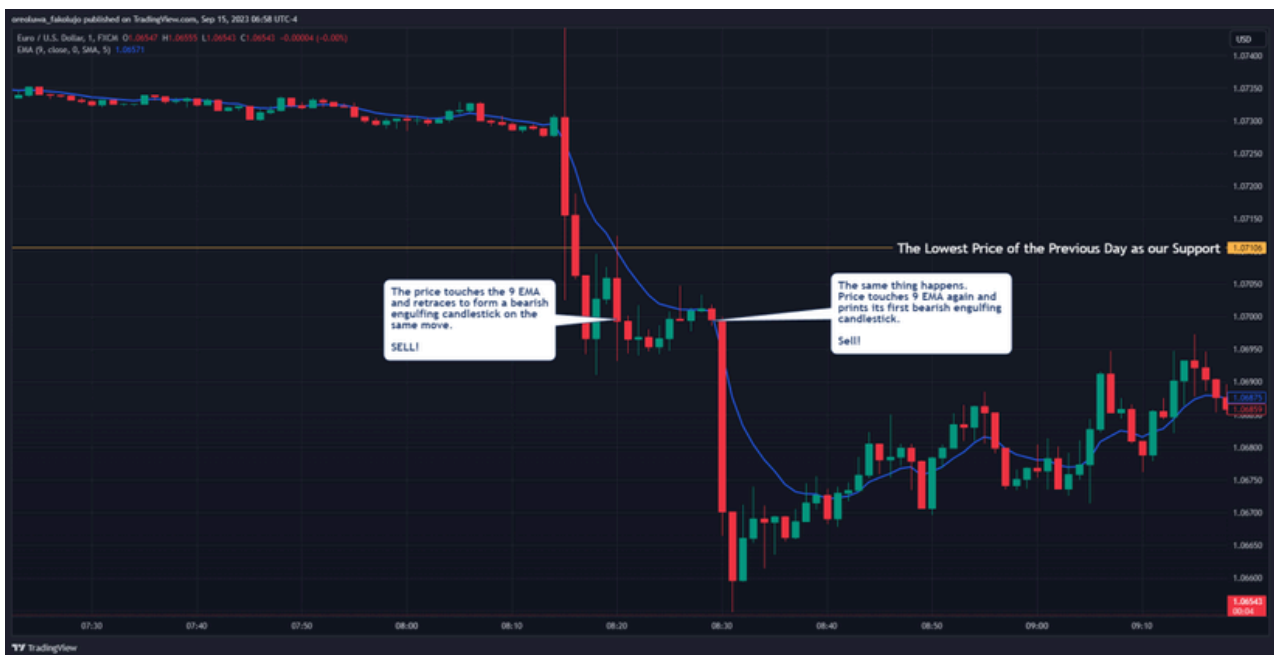 oreoluwa_fakolujo published on TradingView.com, Sep 15, 2023 06:58 UTC-4
Euro / U.S. Dollar, 1, FXCM O1.06547 H1.06555 L1.06543 C1.06543 -0.00004 (-0.00%)
EMA (9, close, 0, SMA, 5) 1.06571
USD
1.07400
1.07350
1.07300
1.07250
1.07200
1.07150
The Lowest Price of the Previous Day as our Support 1.07106
1.07050
1.07000
1.06950
1.06900
1.06875
1.06859
1.06800
1.06750
1.06700
1.06650
1.06600
1.06543
00:04
The price touches the 9 EMA
and retraces to form a bearish
engulfing candlestick on the
same move.
SELL!
The same thing happens.
Price touches 9 EMA again and
prints its first bearish engulfing
candlestick.
Sell!
07:30 07:40 07:50 08:00 08:10 08:20 08:30 08:40 08:50 09:00 09:10
TradingView